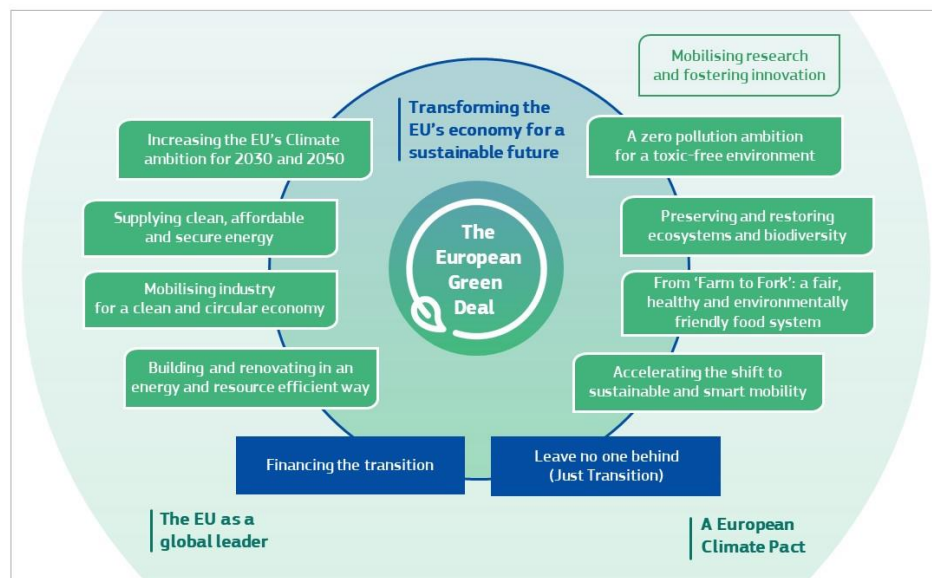 Mobilising research
and fostering innovation
Transforming the
EU's economy for a
sustainable future
Increasing the EU's Climate
ambition for 2030 and 2050
A zero pollution ambition
for a toxic-free environment
Supplying clean, affordable
and secure energy
Preserving and restoring
ecosystems and biodiversity
The
European
Green
Deal
Mobilising industry
for a clean and circular economy
From ‘Farm to Fork’: a fair,
healthy and environmentally
friendly food system
Building and renovating in an
energy and resource efficient way
Accelerating the shift to
sustainable and smart mobility
Financing the transition
Leave no one behind
(Just Transition)
The EU as a
global leader
A European
Climate Pact